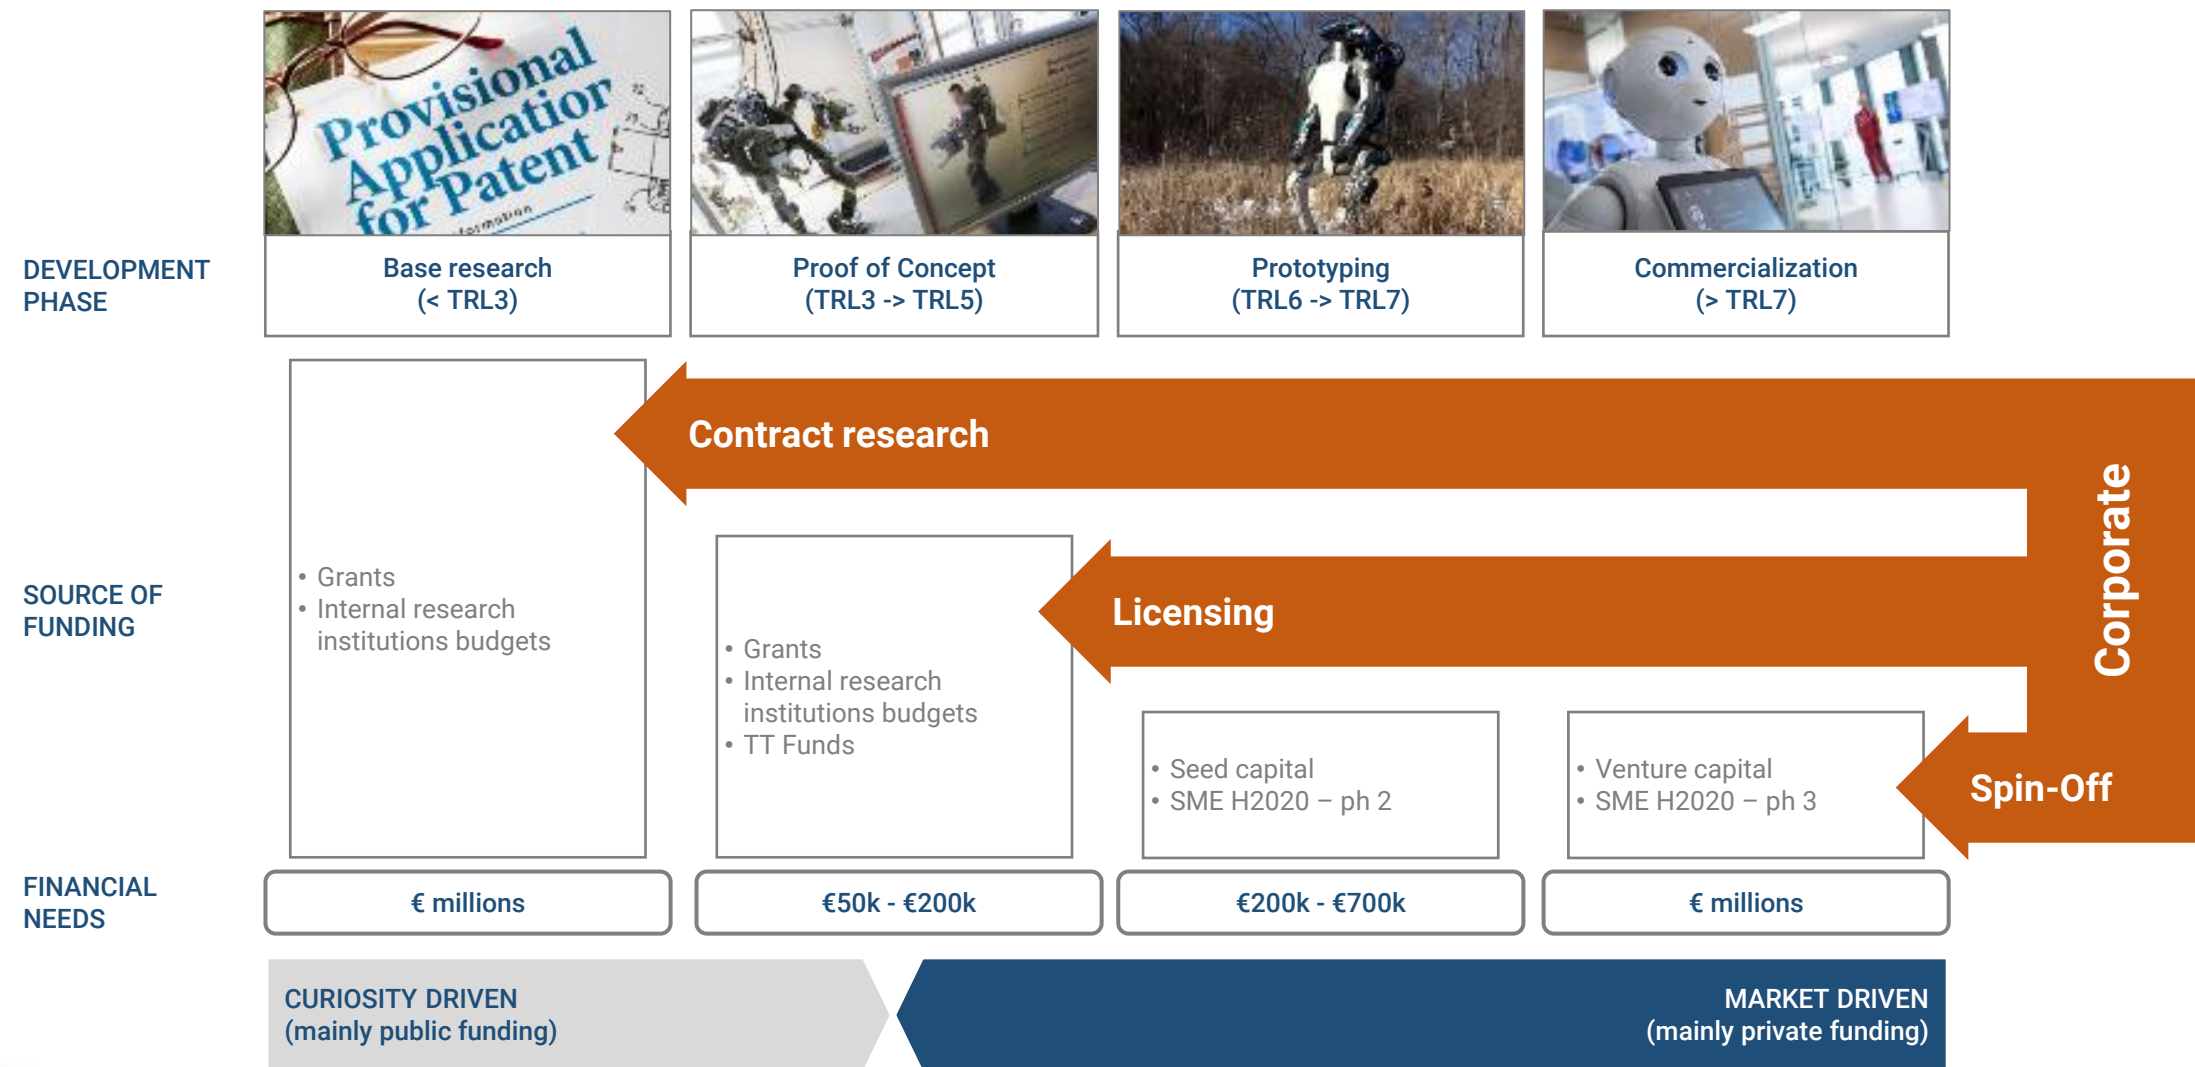 Provisional
Application
for Patent
DEVELOPMENT
PHASE
Base research
(< TRL3)
Proof of Concept
(TRL3 -> TRL5)
Prototyping
(TRL6 -> TRL7)
Commercialization
(> TRL7)
Contract research
Corporate
SOURCE OF
FUNDING
• Grants
• Internal research
institutions budgets
Licensing
• Grants
• Internal research
institutions budgets
• TT Funds
• Seed capital
• SME H2020 – ph 2
• Venture capital
• SME H2020 – ph 3
Spin-Off
FINANCIAL
NEEDS
€ millions
€50k - €200k
€200k - €700k
€ millions
CURIOSITY DRIVEN
(mainly public funding)
MARKET DRIVEN
(mainly private funding)